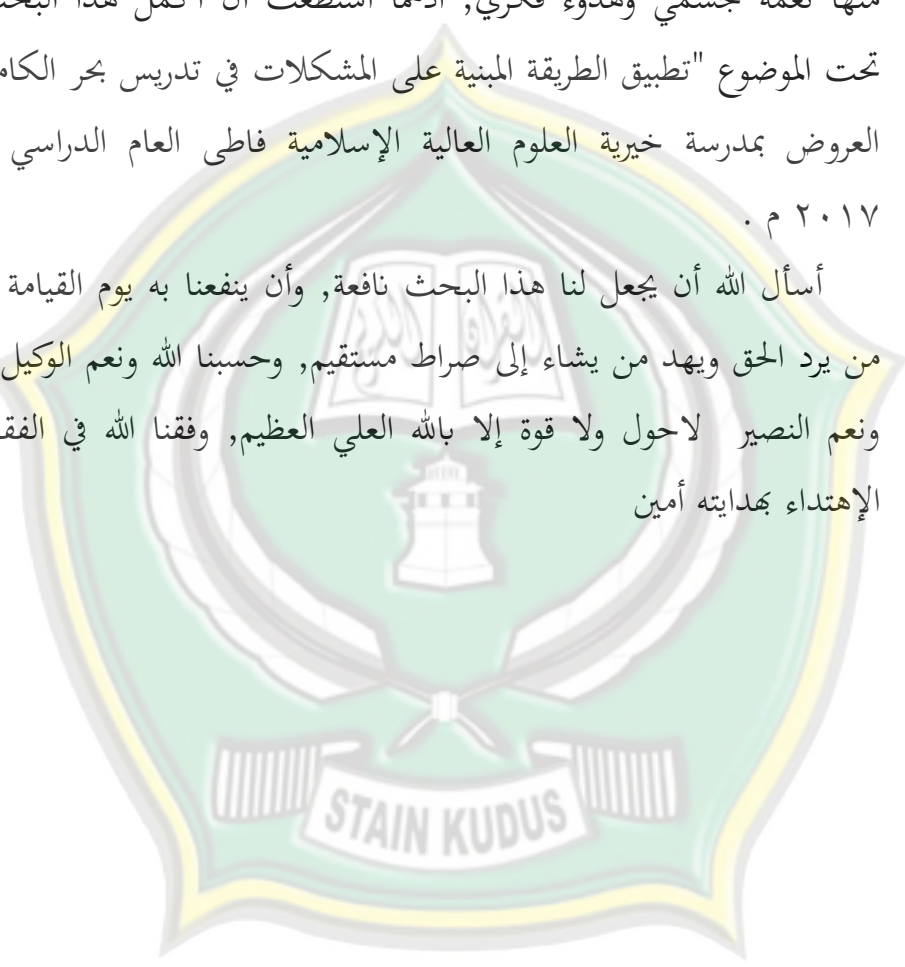 منها نعمة بجسمي وهدوء فكري, استطعت أن أكمل هذا البحث
تحت الموضوع "تطبيق الطريقة المبنية على المشكلات في تدريس بحر الكام
العروض بمدرسة خيرية العلوم العالية الإسلامية فاطى العام الدراسي
٢٠١٧ م .
أسأل الله أن يجعل لنا هذا البحث نافعة, وأن ينفعنا به يوم القيامة
من يرد الحق ويهد من يشاء إلى صراط مستقيم, وحسبنا الله ونعم الوكيل
ونعم النصير لاحول ولا قوة إلا بالله العلي العظيم, وفقنا الله في الفق
الإهتداء بهدايته أمين
STAIN KUDUS